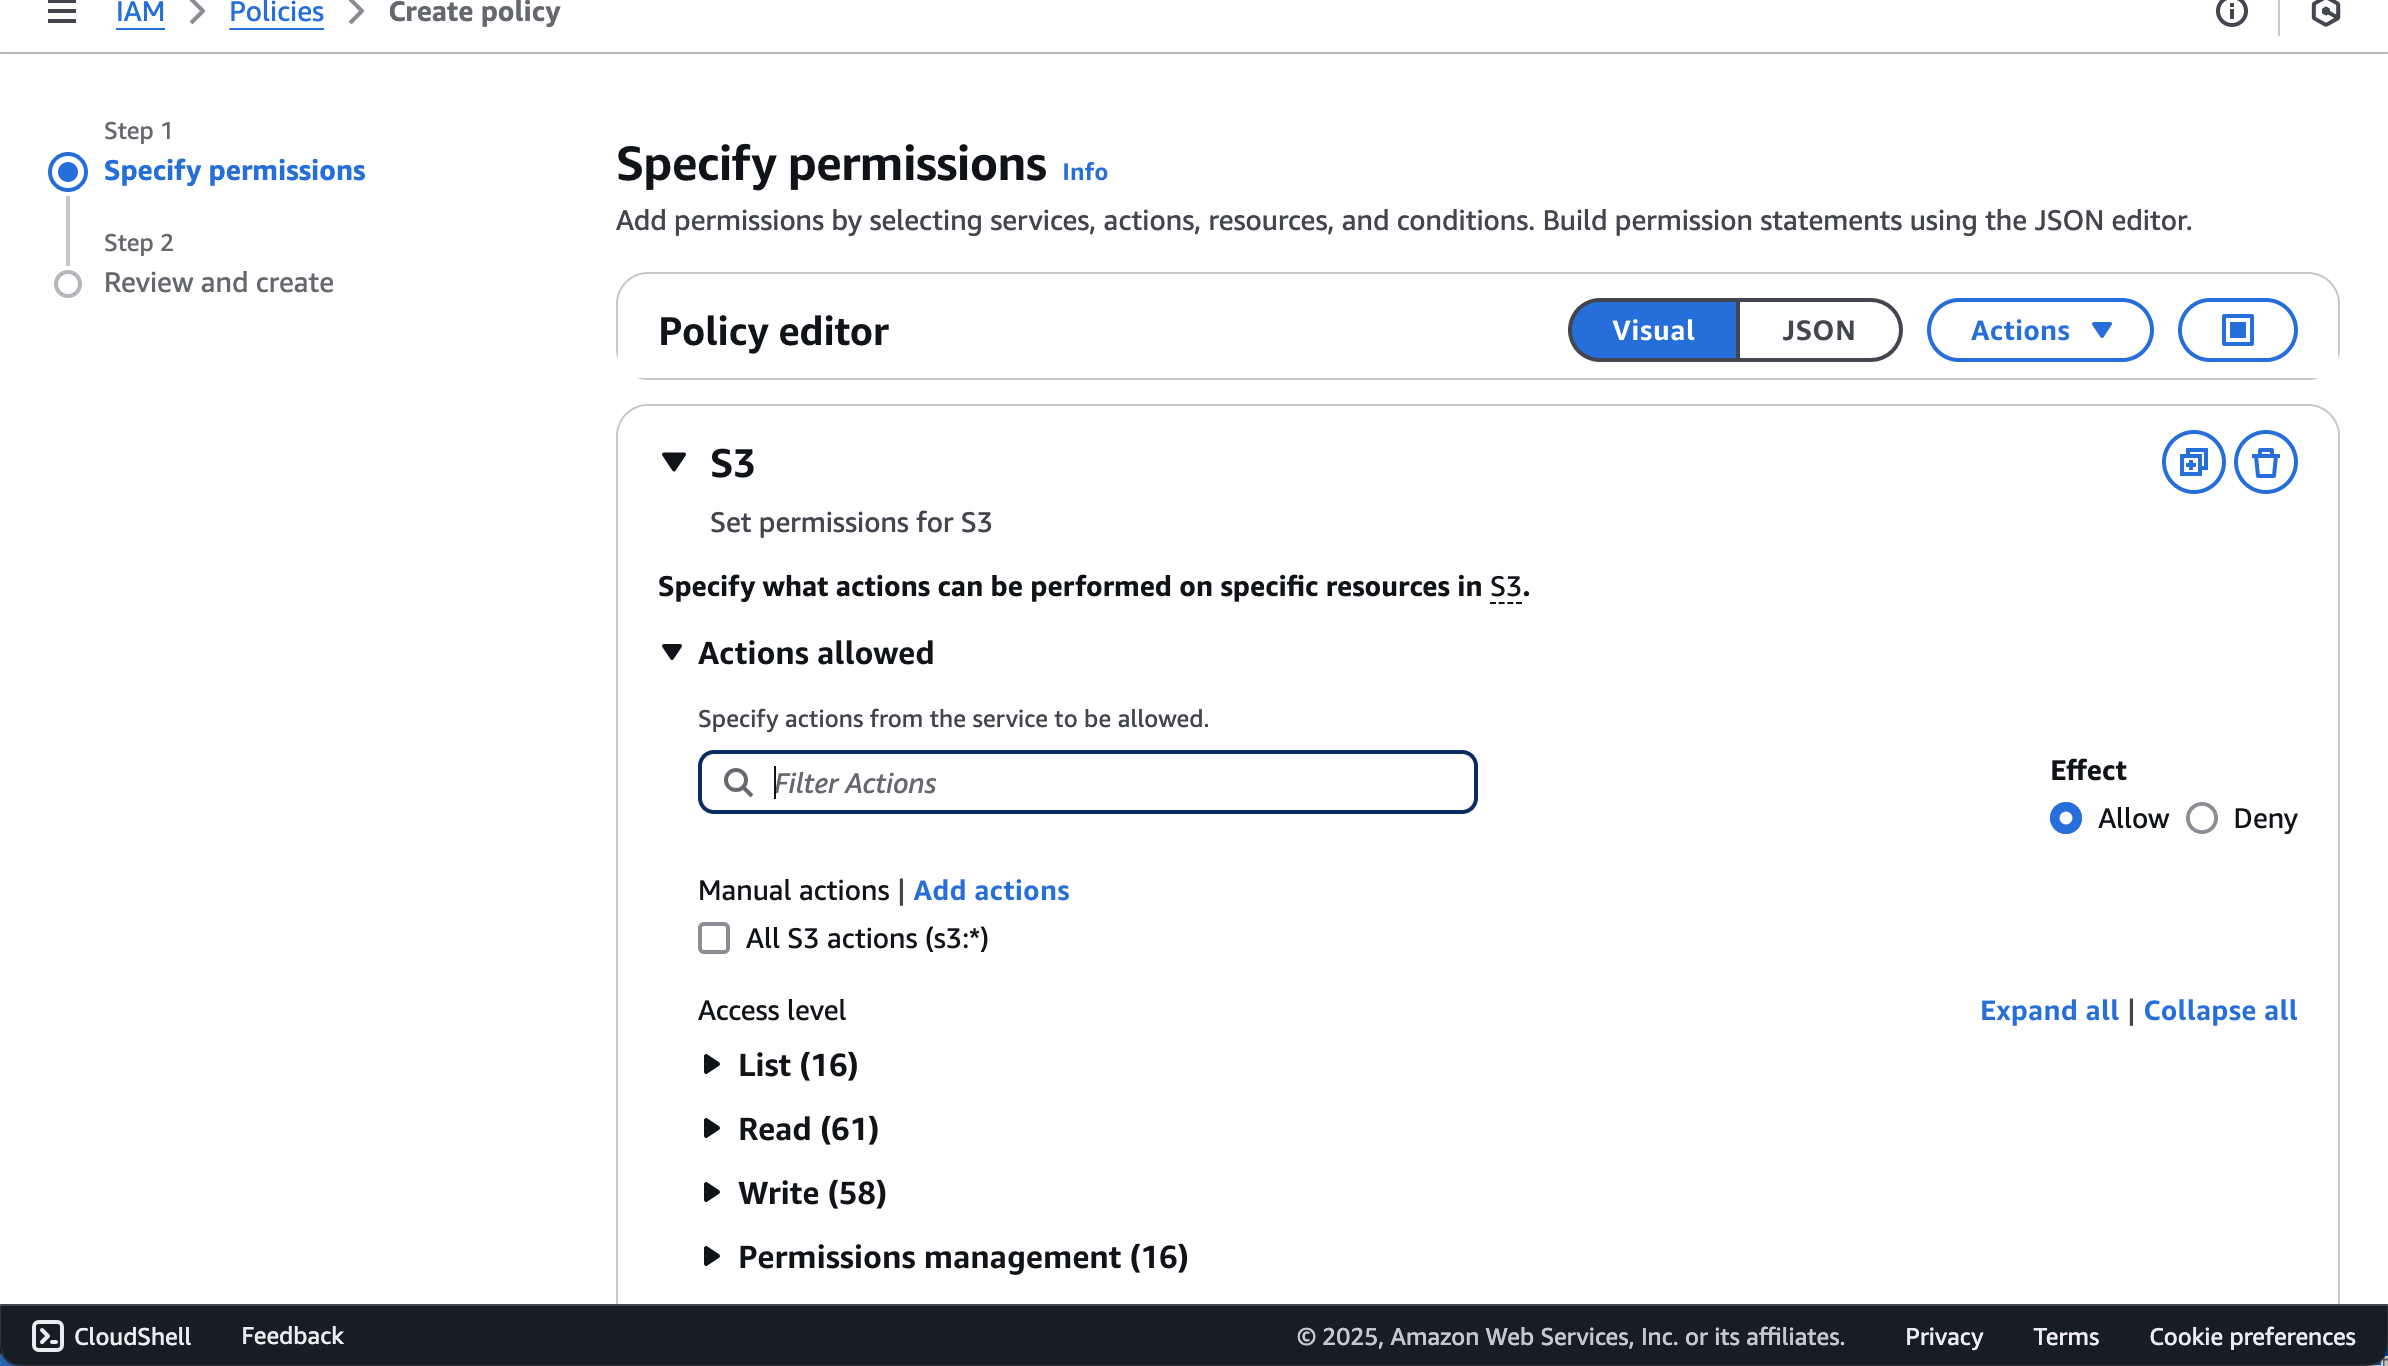 IAM > Policies > Create policy
Step 1
Specify permissions
Step 2
Review and create
Specify permissions Info
Add permissions by selecting services, actions, resources, and conditions. Build permission statements using the JSON editor.
Policy editor
Visual JSON Actions
S3
Set permissions for S3
Specify what actions can be performed on specific resources in S3.
Actions allowed
Specify actions from the service to be allowed.
Filter Actions
Effect
Allow Deny
Manual actions | Add actions
All S3 actions (s3:*)
Access level Expand all | Collapse all
List (16)
Read (61)
Write (58)
Permissions management (16)
CloudShell Feedback © 2025, Amazon Web Services, Inc. or its affiliates. Privacy Terms Cookie preferences